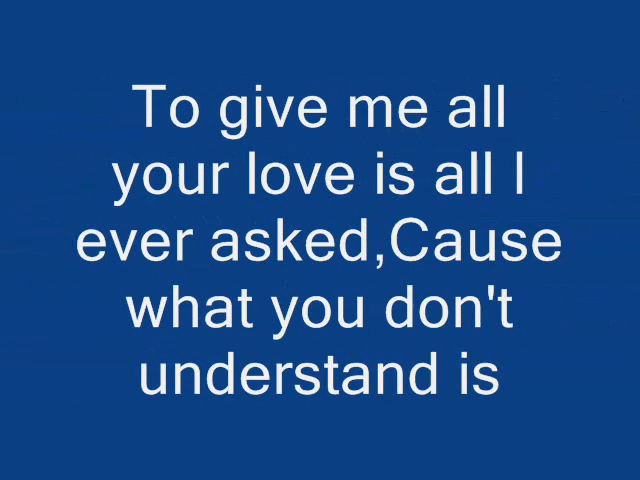 To give me all
your love is all I
ever asked,Cause
what you don't
understand is